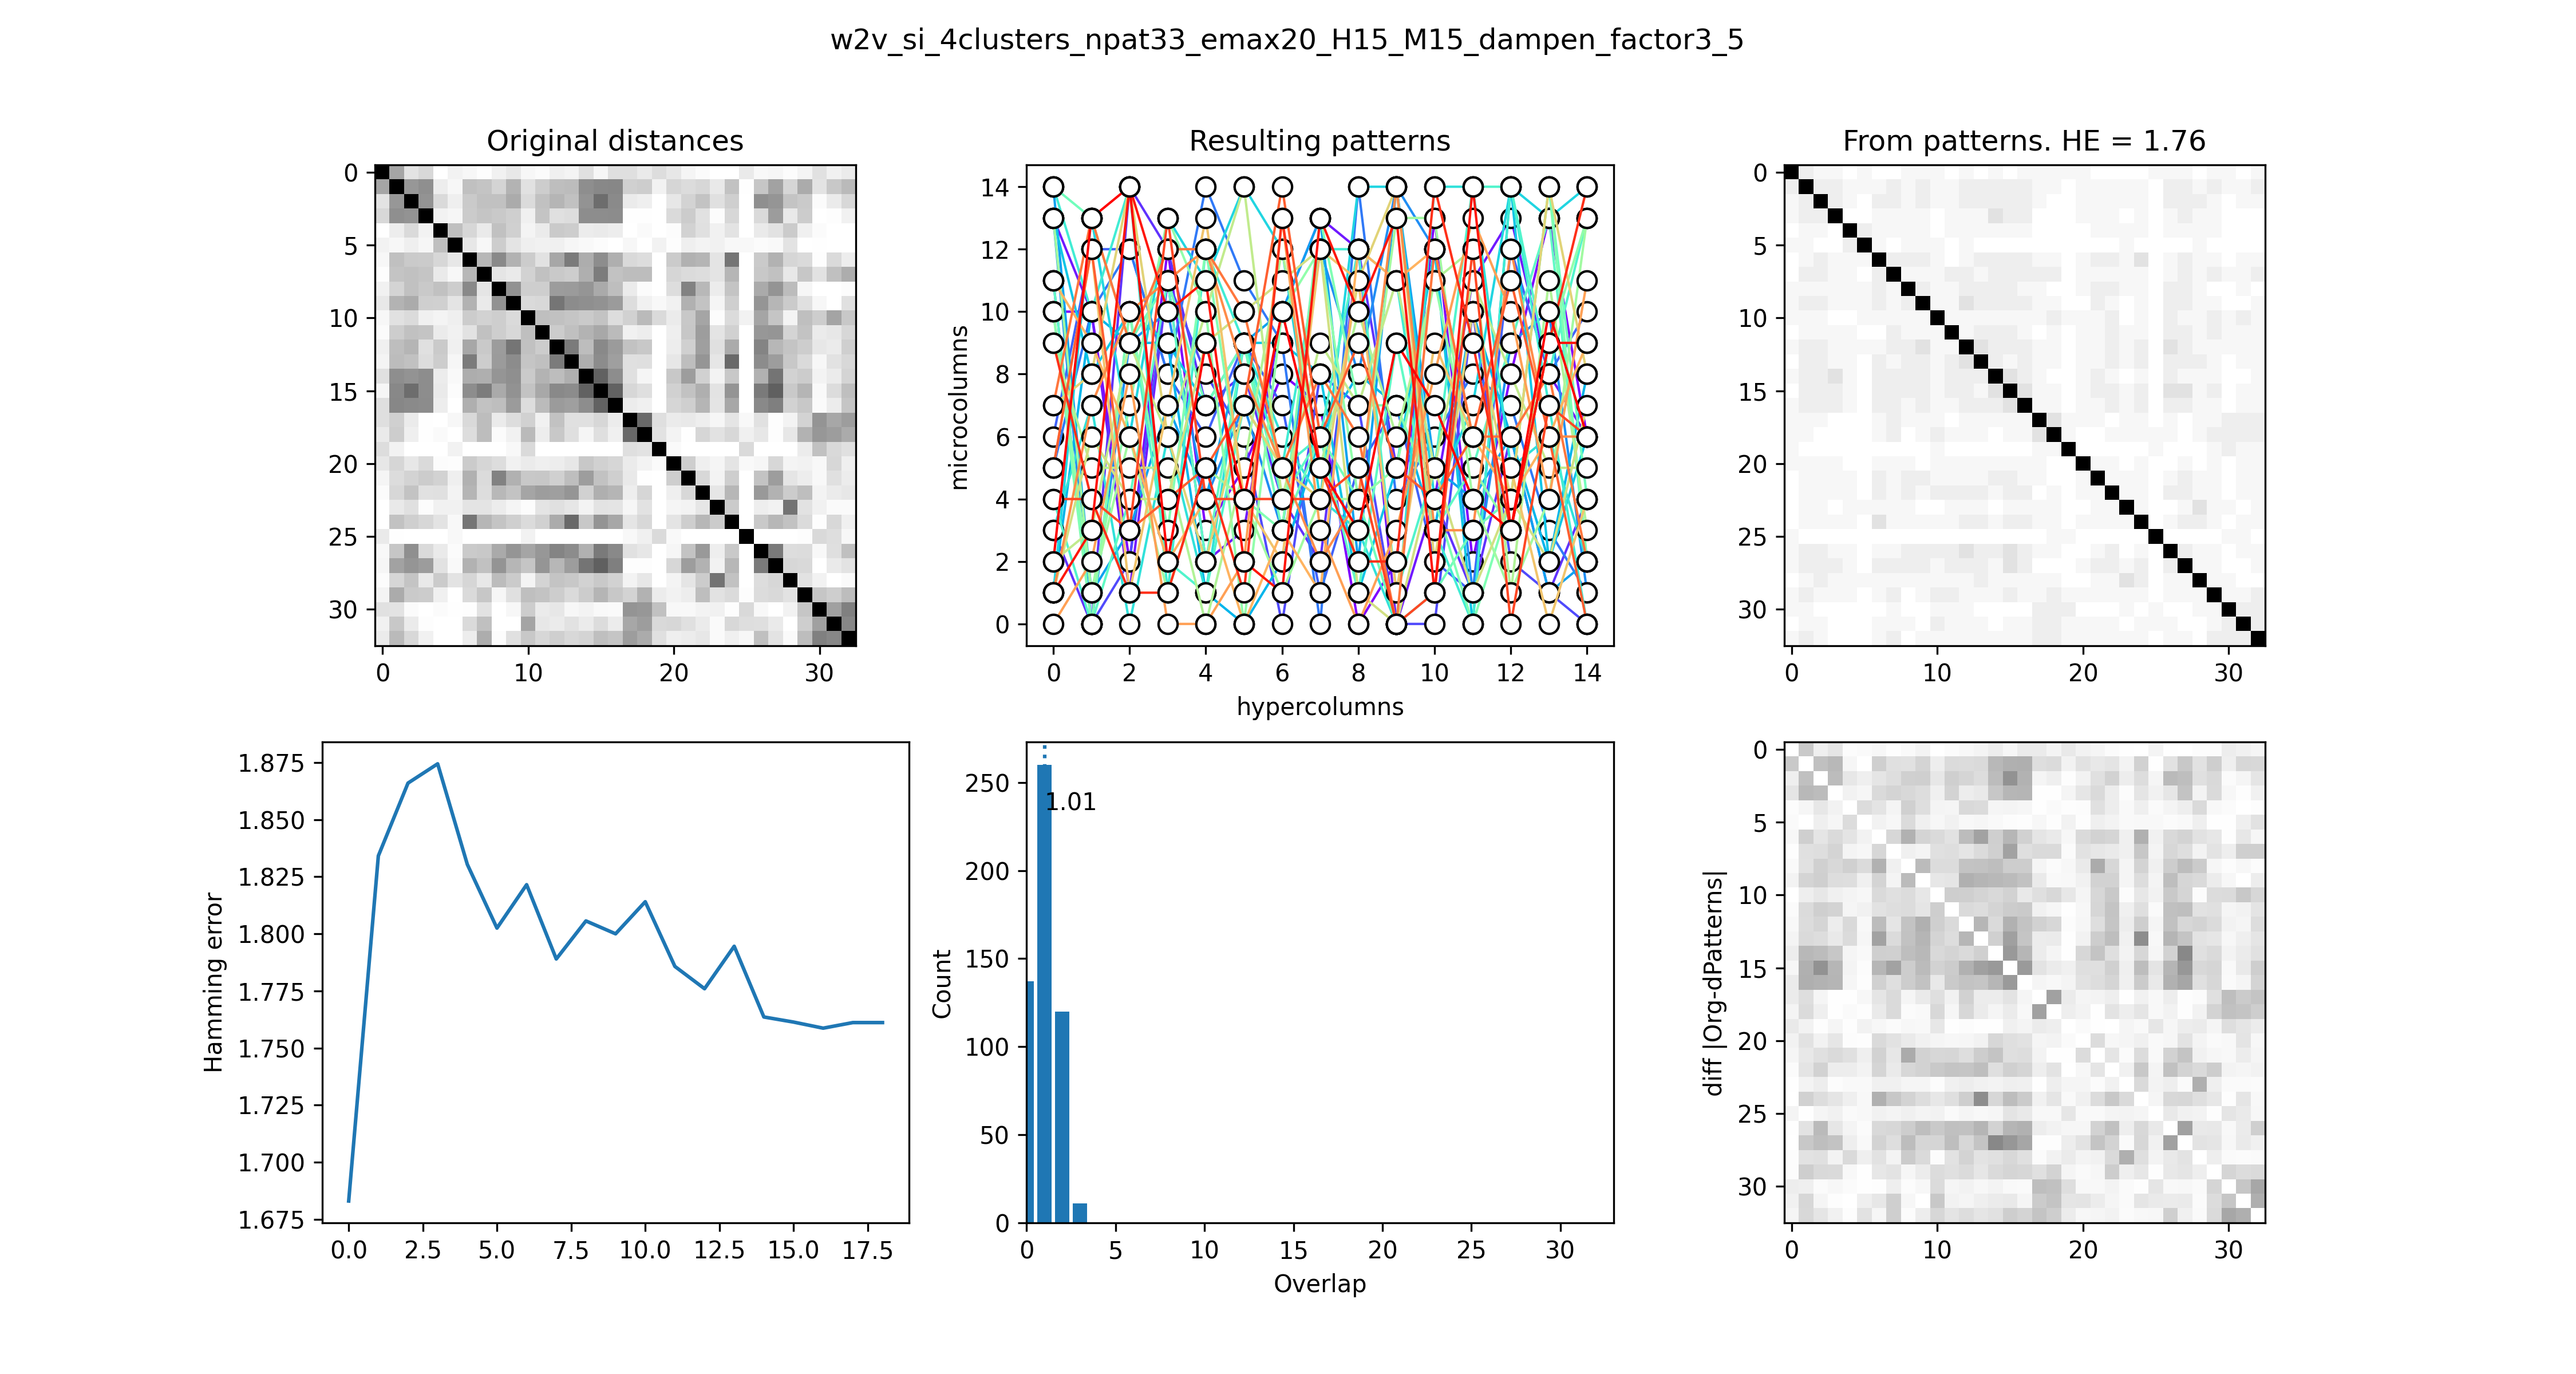 w2v_si_4clusters_npat33_emax20_H15_M15_dampen_factor3_5
Original distances
0
5
10
15
20
25
30
0 10 20 30
Resulting patterns
microcolumns
14
12
10
8
6
4
2
0
0 2 4 6 8 10 12 14
hypercolumns
From patterns. HE = 1.76
0
5
10
15
20
25
30
0 10 20 30
Hamming error
1.875
1.850
1.825
1.800
1.775
1.750
1.725
1.700
1.675
0.0 2.5 5.0 7.5 10.0 12.5 15.0 17.5
Count
250
200
150
100
50
0
1.01
0 5 10 15 20 25 30
Overlap
diff |Org-dPatterns|
0
5
10
15
20
25
30
0 10 20 30